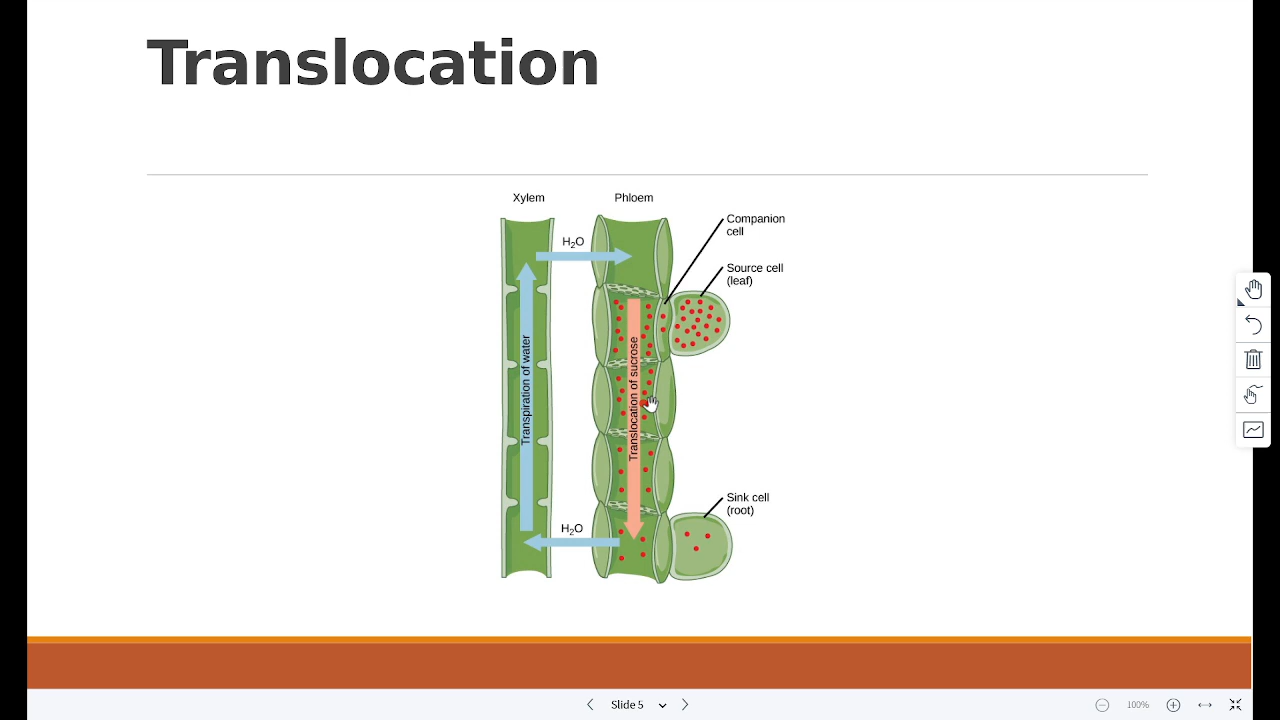 Translocation
Xylem
Phloem
Companion
cell
H₂O
Source cell
(leaf)
Transpiration of water
Translocation of sucrose
Sink cell
(root)
H₂O
Slide 5
100%